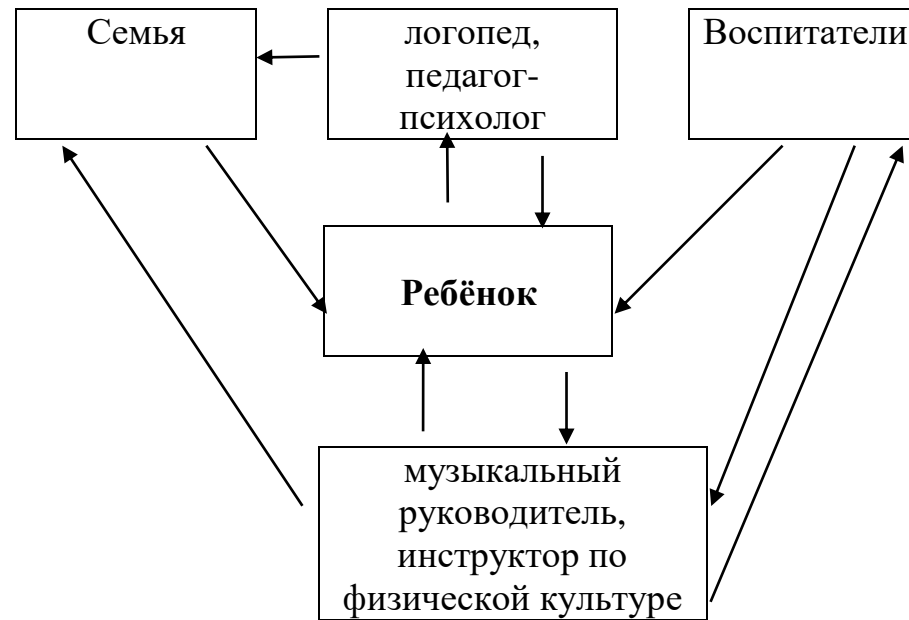 Семья
логопед,
педагог-
психолог
Воспитатели
Ребёнок
музыкальный
руководитель,
инструктор по
физической культуре